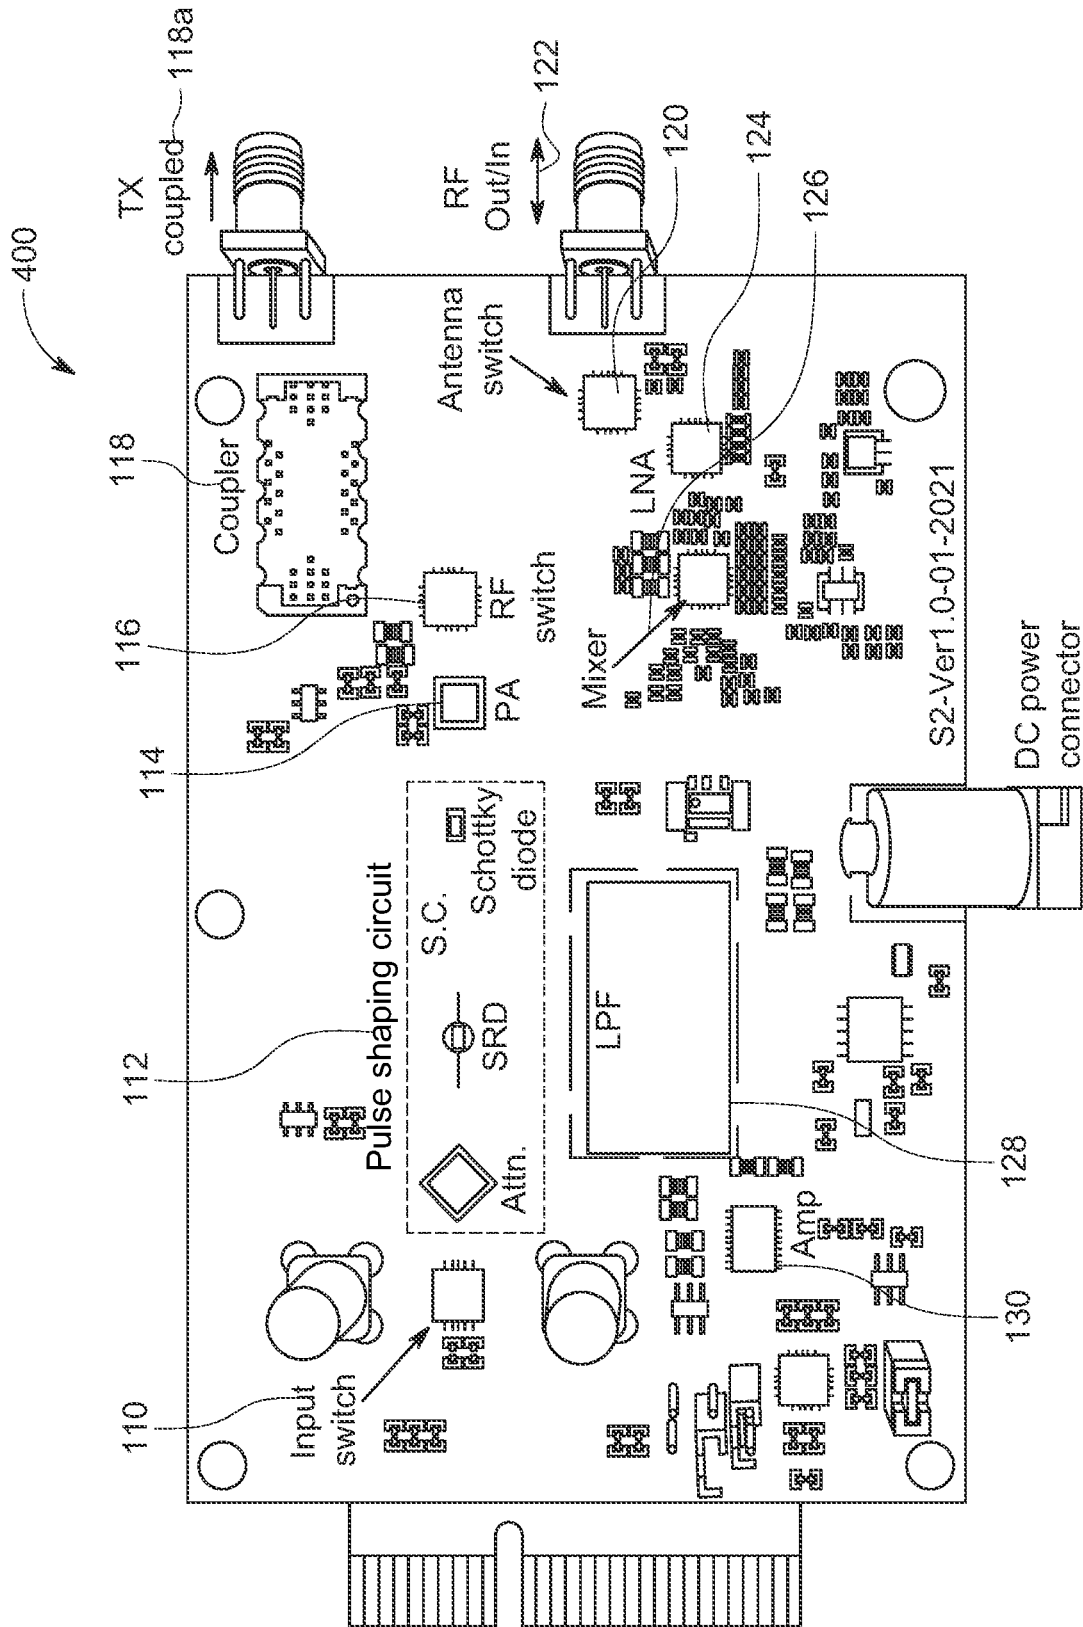 400
TX
coupled
118a
RF
Out/In
122
Antenna
switch
120
118
Coupler
LNA
124
126
116
RF
switch
Mixer
114
PA
S2-Ver1.0-01-2021
DC power
connector
112
Pulse shaping circuit
S.C.
Schottky
diode
SRD
Attn.
LPF
128
110
Input
switch
Amp
130